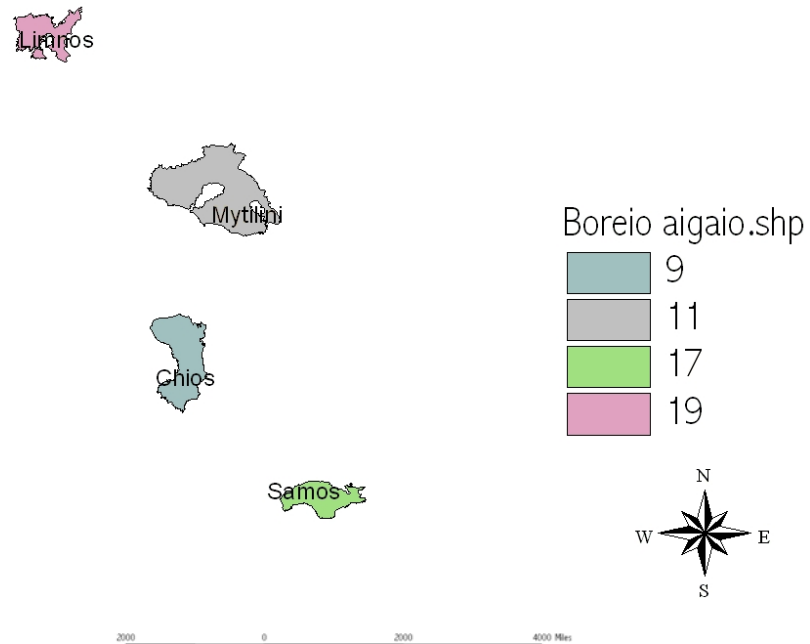 Limnos
Mytilini
Boreio aigaio.shp
9
11
17
19
Chios
Samos
N
W E
S
2000 0 2000 4000 Miles